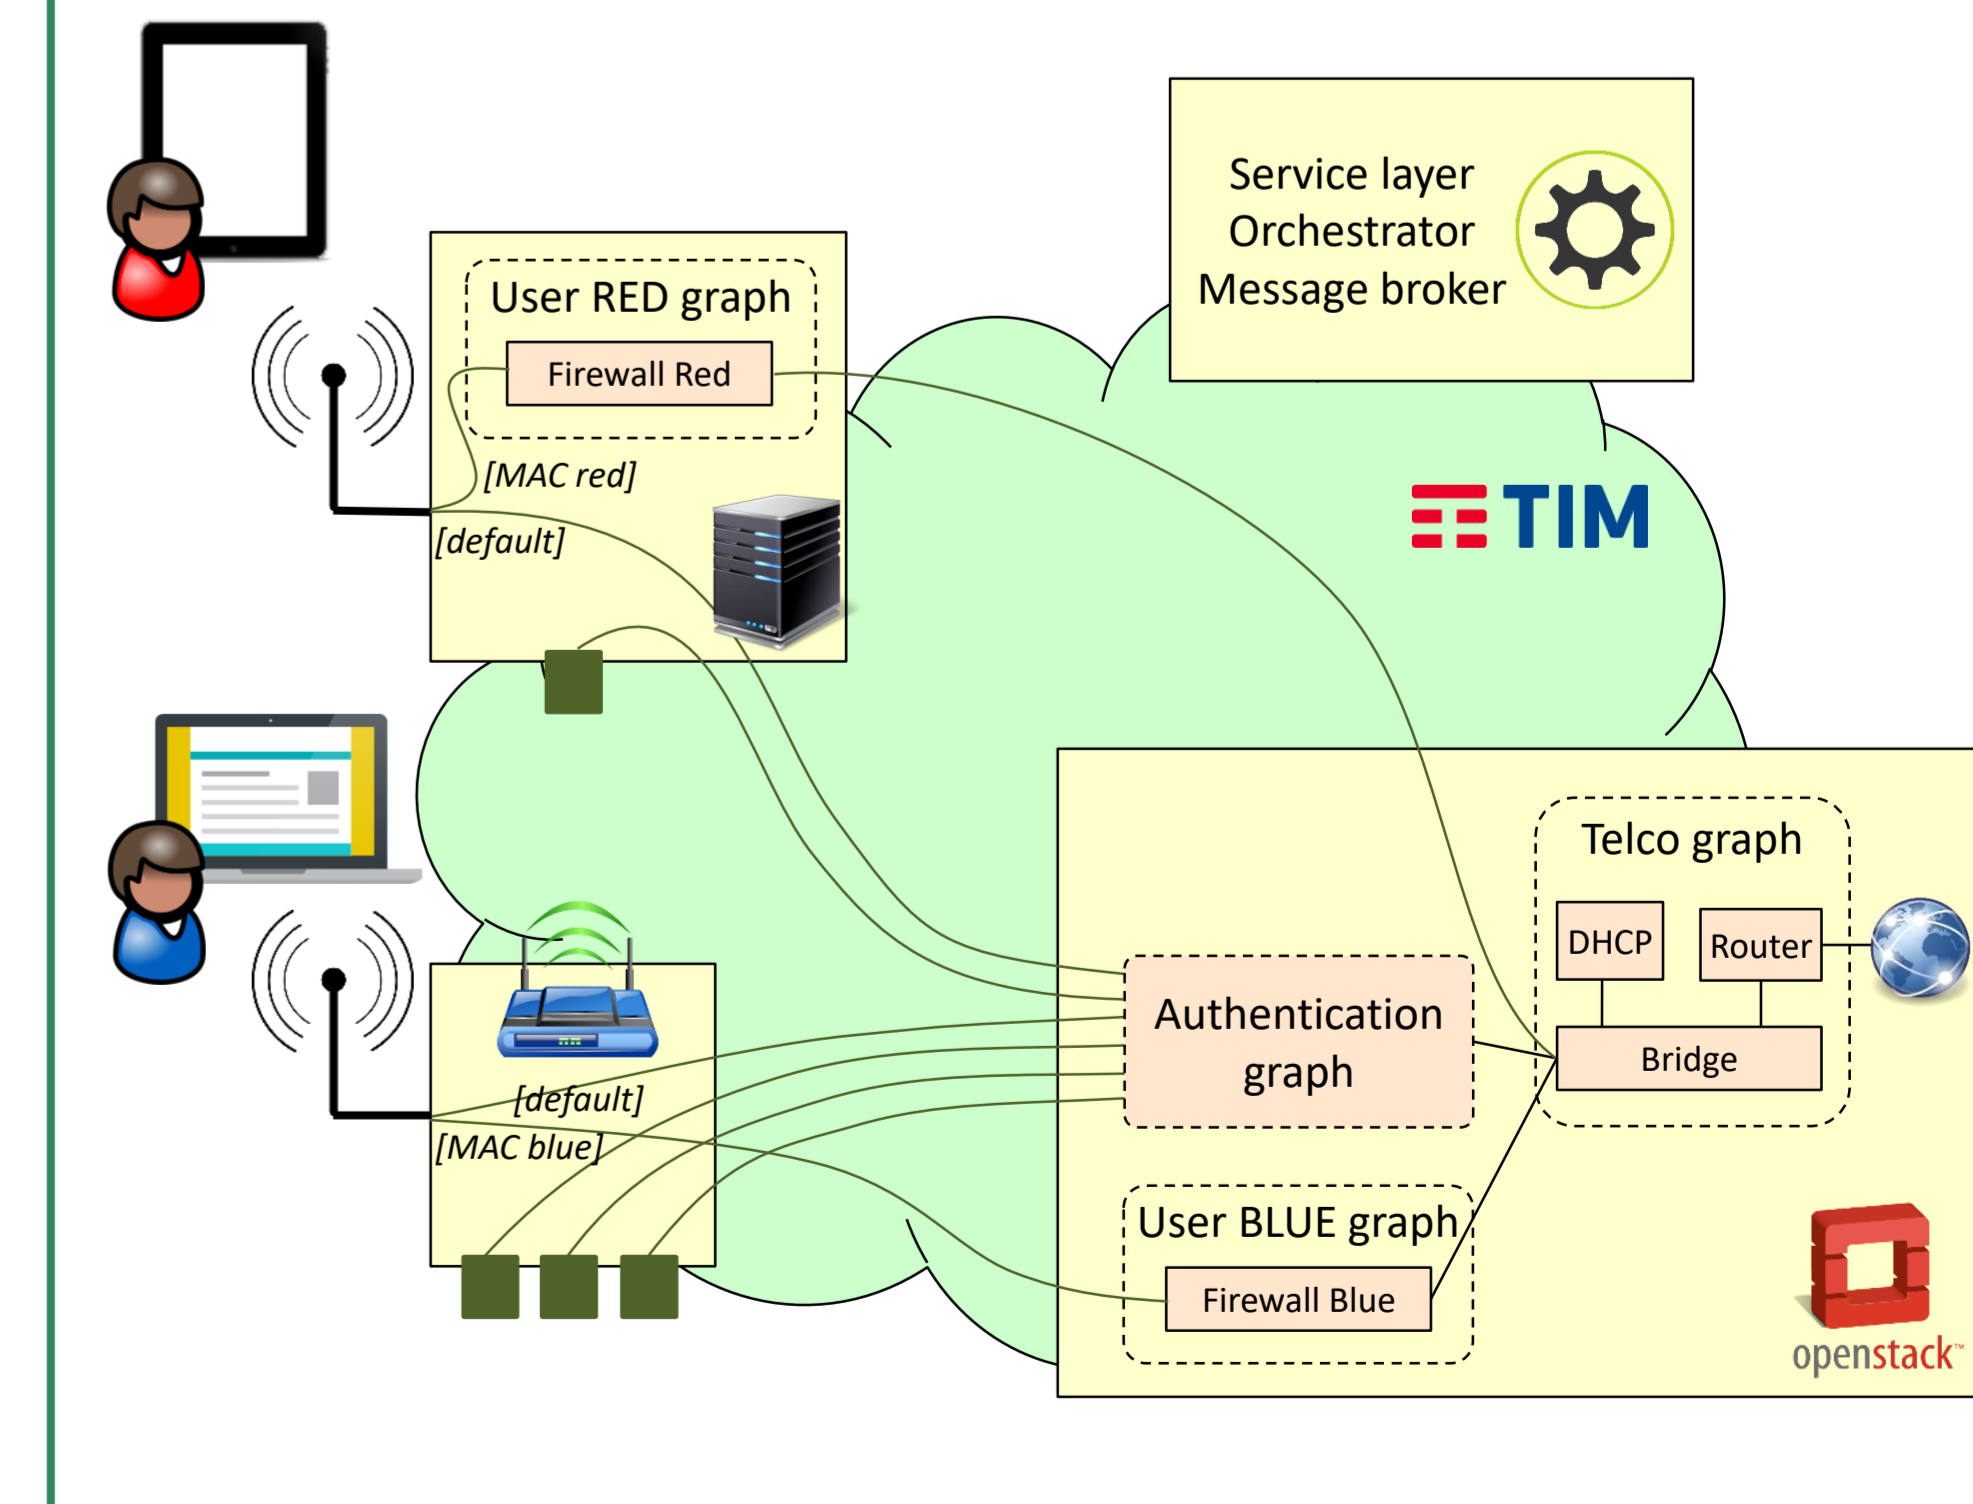 Service layer
Orchestrator
Message broker
User RED graph
Firewall Red
[MAC red]
[default]
TIM
Telco graph
DHCP
Router
Bridge
Authentication
graph
[default]
[MAC blue]
User BLUE graph
Firewall Blue
openstack™